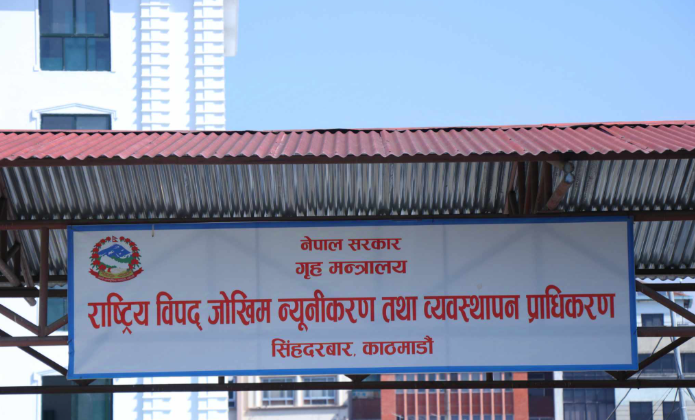 नेपाल सरकार
गृह मन्त्रालय
राष्ट्रिय विपद् जोखिम न्यूनीकरण तथा व्यवस्थापन प्राधिकरण
सिंहदरबार, काठमाडौं